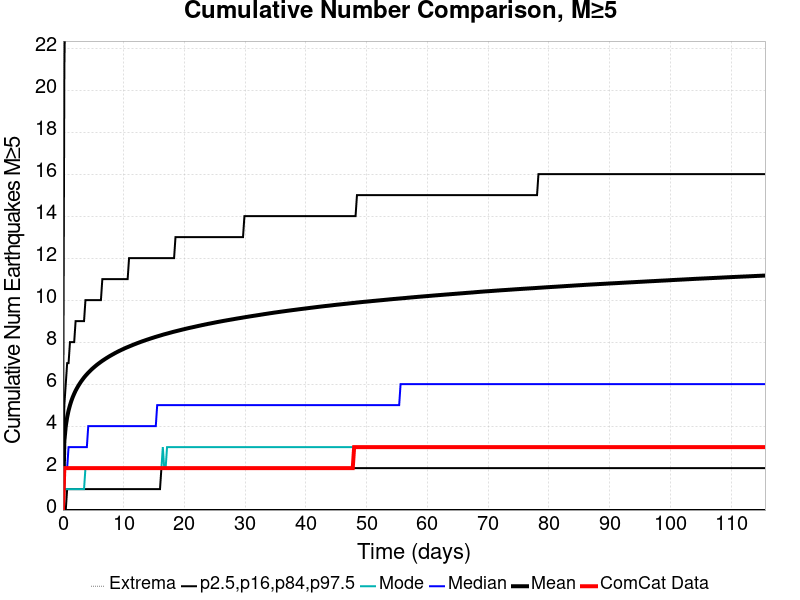 Cumulative Number Comparison, M≥5
Cumulative Num Earthquakes M≥5
22
20
18
16
14
12
10
8
6
4
2
0
0 10 20 30 40 50 60 70 80 90 100 110
Time (days)
Extrema p2.5,p16,p84,p97.5 Mode Median Mean ComCat Data